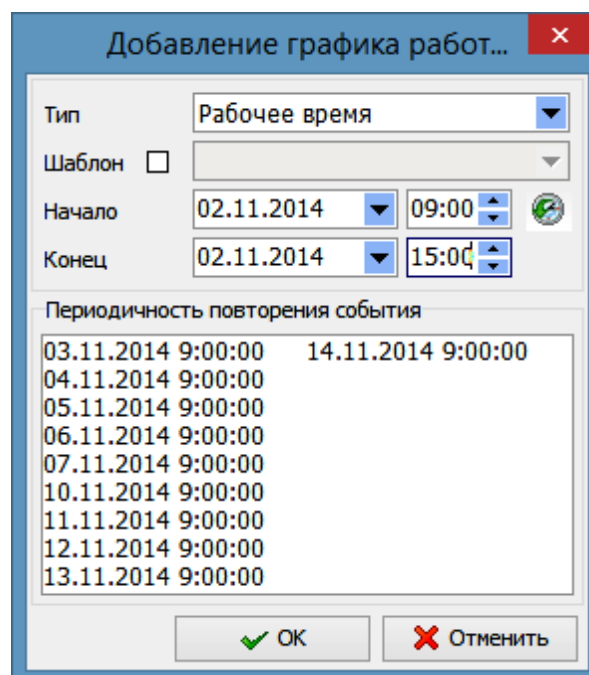 Добавление графика работ...
Тип Рабочее время
Шаблон
Начало 02.11.2014 09:00
Конец 02.11.2014 15:00
Периодичность повторения события
03.11.2014 9:00:00 14.11.2014 9:00:00
04.11.2014 9:00:00
05.11.2014 9:00:00
06.11.2014 9:00:00
07.11.2014 9:00:00
10.11.2014 9:00:00
11.11.2014 9:00:00
12.11.2014 9:00:00
13.11.2014 9:00:00
OK Отменить